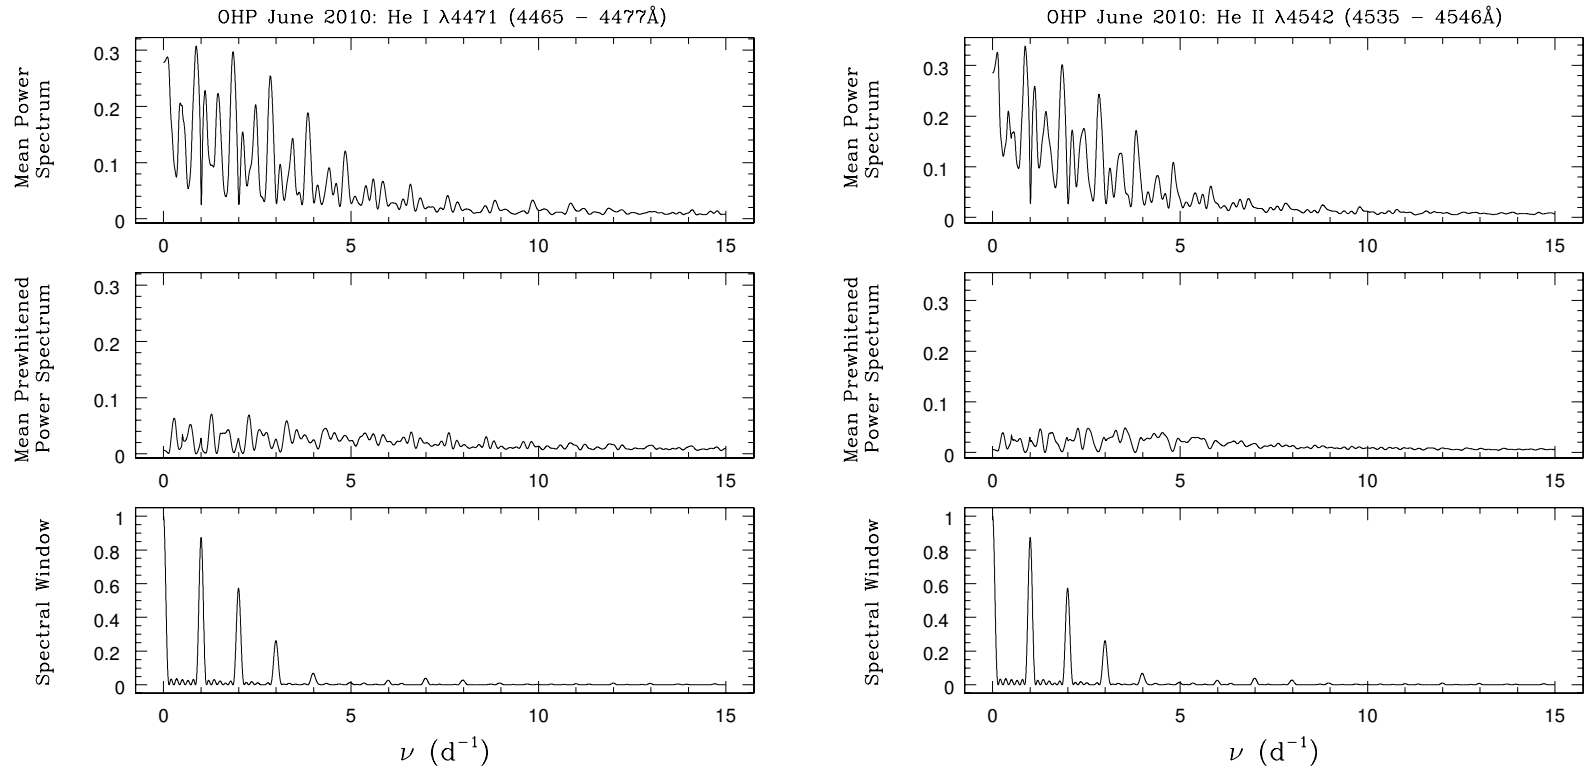 OHP June 2010: He I λ4471 (4465 − 4477Å)
Mean Power
Spectrum
0.3
0.2
0.1
0
0 5 10 15
Mean Prewhitened
Power Spectrum
0.3
0.2
0.1
0
0 5 10 15
Spectral Window
1
0.8
0.6
0.4
0.2
0
0 5 10 15
ν (d⁻¹)
OHP June 2010: He II λ4542 (4535 − 4546Å)
Mean Power
Spectrum
0.3
0.2
0.1
0
0 5 10 15
Mean Prewhitened
Power Spectrum
0.3
0.2
0.1
0
0 5 10 15
Spectral Window
1
0.8
0.6
0.4
0.2
0
0 5 10 15
ν (d⁻¹)